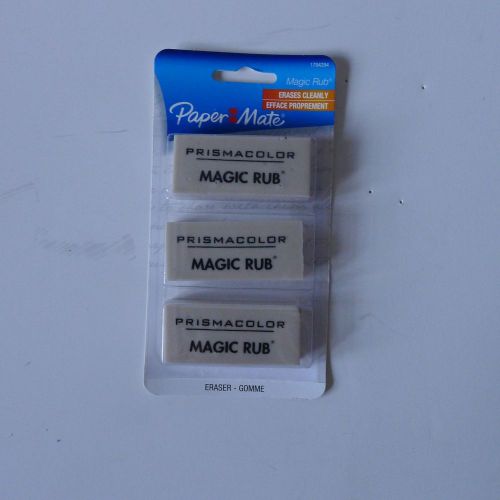 1794294
Magic Rub®
ERASES CLEANLY
EFFACE PROPREMENT
Paper Mate®
PRISMACOLOR
MAGIC RUB®
PRISMACOLOR
MAGIC RUB®
PRISMACOLOR
MAGIC RUB®
ERASER - GOMME